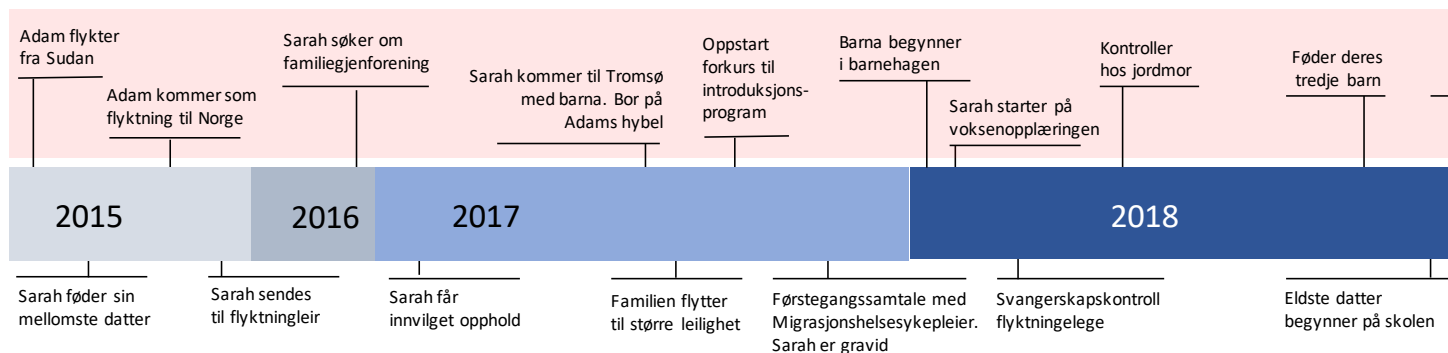 Adam flykter
fra Sudan
Adam kommer som
flyktning til Norge
Sarah søker om
familiegjenforening
Sarah kommer til Tromsø
med barna. Bor på
Adams hybel
Oppstart
forkurs til
introduksjons-
program
Barna begynner
i barnehagen
Sarah starter på
voksenopplæringen
Kontroller
hos jordmor
Føder deres
tredje barn
2015
2016
2017
2018
Sarah føder sin
mellomste datter
Sarah sendes
til flyktningleir
Sarah får
innvilget opphold
Familien flytter
til større leilighet
Førstegangssamtale med
Migrasjonshelsesykepleier.
Sarah er gravid
Svangerskapskontroll
flyktningelege
Eldste datter
begynner på skolen